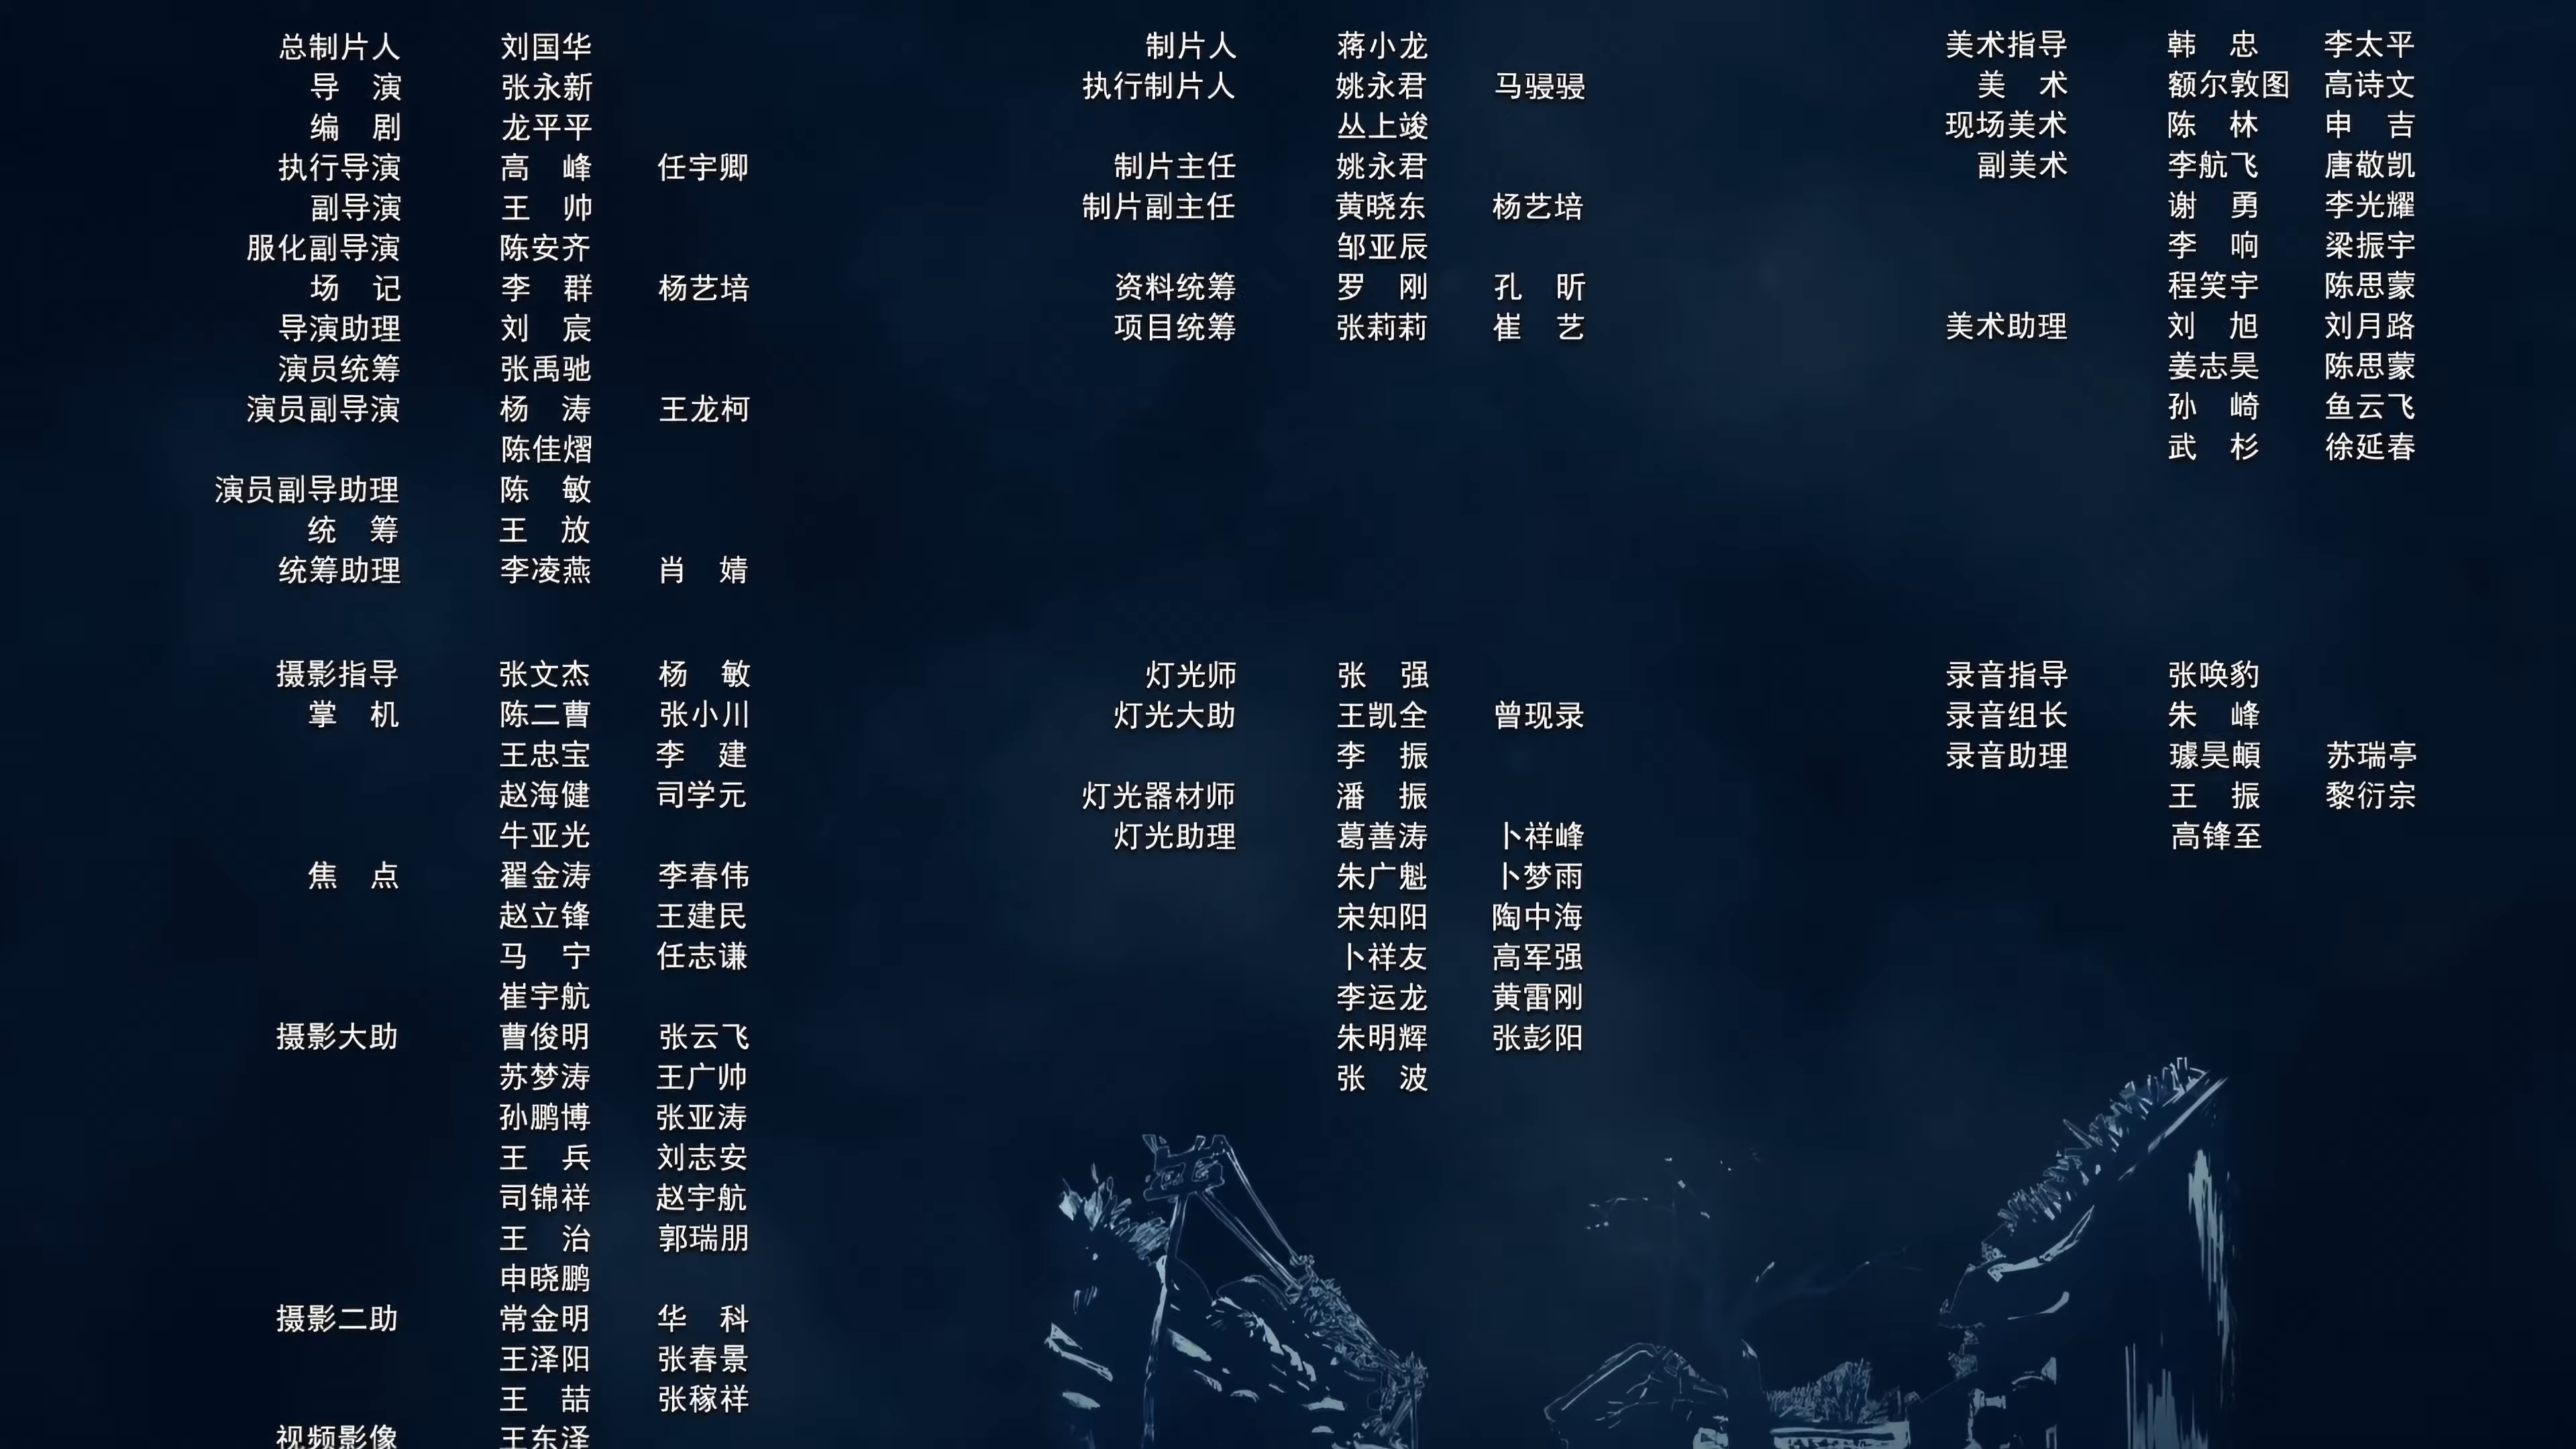 总制片人 刘国华
导 演 张永新
编 剧 龙平平
执行导演 高 峰 任宇卿
副导演 王 帅
服化副导演 陈安齐
场 记 李 群 杨艺培
导演助理 刘 宸
演员统筹 张禹驰
演员副导演 杨 涛 王龙柯
陈佳熠
演员副导助理 陈 敏
统 筹 王 放
统筹助理 李凌燕 肖 婧
制片人 蒋小龙
执行制片人 姚永君 马骎骎
丛上竣
制片主任 姚永君
制片副主任 黄晓东 杨艺培
邹亚辰
资料统筹 罗 刚 孔 昕
项目统筹 张莉莉 崔 艺
美术指导 韩 忠 李太平
美 术 额尔敦图 高诗文
现场美术 陈 林 申 吉
副美术 李航飞 唐敬凯
谢 勇 李光耀
李 响 梁振宇
程笑宇 陈思蒙
美术助理 刘 旭 刘月路
姜志昊 陈思蒙
孙 崎 鱼云飞
武 杉 徐延春
摄影指导 张文杰 杨 敏
掌 机 陈二曹 张小川
王忠宝 李 建
赵海健 司学元
牛亚光
焦 点 翟金涛 李春伟
赵立锋 王建民
马 宁 任志谦
崔宇航
摄影大助 曹俊明 张云飞
苏梦涛 王广帅
孙鹏博 张亚涛
王 兵 刘志安
司锦祥 赵宇航
王 治 郭瑞朋
申晓鹏
摄影二助 常金明 华 科
王泽阳 张春景
王 喆 张稼祥
视频影像 王东泽
灯光师 张 强
灯光大助 王凯全 曾现录
李 振
灯光器材师 潘 振
灯光助理 葛善涛 卜祥峰
朱广魁 卜梦雨
宋知阳 陶中海
卜祥友 高军强
李运龙 黄雷刚
朱明辉 张彭阳
张 波
录音指导 张唤豹
录音组长 朱 峰
录音助理 璩昊頔 苏瑞亭
王 振 黎衍宗
高锋至